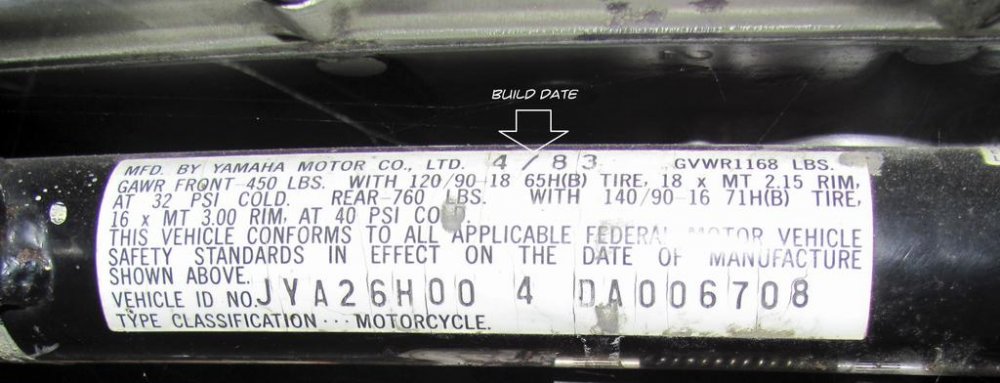 BUILD DATE
MFD. BY YAMAHA MOTOR CO., LTD. 4/83 GVWR1168 LBS.
GAWR FRONT-450 LBS. WITH 120/90-18 65H(B) TIRE, 18 x MT 2.15 RIM,
AT 32 PSI COLD. REAR-760 LBS. WITH 140/90-16 71H(B) TIRE,
16 x MT 3.00 RIM, AT 40 PSI COLD.
THIS VEHICLE CONFORMS TO ALL APPLICABLE FEDERAL MOTOR VEHICLE
SAFETY STANDARDS IN EFFECT ON THE DATE OF MANUFACTURE
SHOWN ABOVE.
VEHICLE ID NO. JYA26H00 4 DA006708
TYPE CLASSIFICATION ··· MOTORCYCLE.